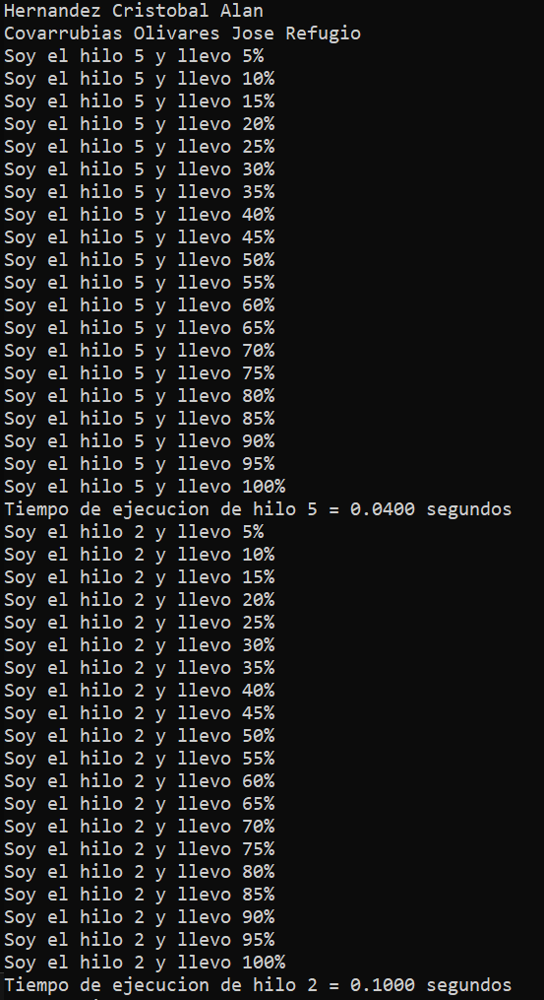 Hernandez Cristobal Alan
Covarrubias Olivares Jose Refugio
Soy el hilo 5 y llevo 5%
Soy el hilo 5 y llevo 10%
Soy el hilo 5 y llevo 15%
Soy el hilo 5 y llevo 20%
Soy el hilo 5 y llevo 25%
Soy el hilo 5 y llevo 30%
Soy el hilo 5 y llevo 35%
Soy el hilo 5 y llevo 40%
Soy el hilo 5 y llevo 45%
Soy el hilo 5 y llevo 50%
Soy el hilo 5 y llevo 55%
Soy el hilo 5 y llevo 60%
Soy el hilo 5 y llevo 65%
Soy el hilo 5 y llevo 70%
Soy el hilo 5 y llevo 75%
Soy el hilo 5 y llevo 80%
Soy el hilo 5 y llevo 85%
Soy el hilo 5 y llevo 90%
Soy el hilo 5 y llevo 95%
Soy el hilo 5 y llevo 100%
Tiempo de ejecucion de hilo 5 = 0.0400 segundos
Soy el hilo 2 y llevo 5%
Soy el hilo 2 y llevo 10%
Soy el hilo 2 y llevo 15%
Soy el hilo 2 y llevo 20%
Soy el hilo 2 y llevo 25%
Soy el hilo 2 y llevo 30%
Soy el hilo 2 y llevo 35%
Soy el hilo 2 y llevo 40%
Soy el hilo 2 y llevo 45%
Soy el hilo 2 y llevo 50%
Soy el hilo 2 y llevo 55%
Soy el hilo 2 y llevo 60%
Soy el hilo 2 y llevo 65%
Soy el hilo 2 y llevo 70%
Soy el hilo 2 y llevo 75%
Soy el hilo 2 y llevo 80%
Soy el hilo 2 y llevo 85%
Soy el hilo 2 y llevo 90%
Soy el hilo 2 y llevo 95%
Soy el hilo 2 y llevo 100%
Tiempo de ejecucion de hilo 2 = 0.1000 segundos